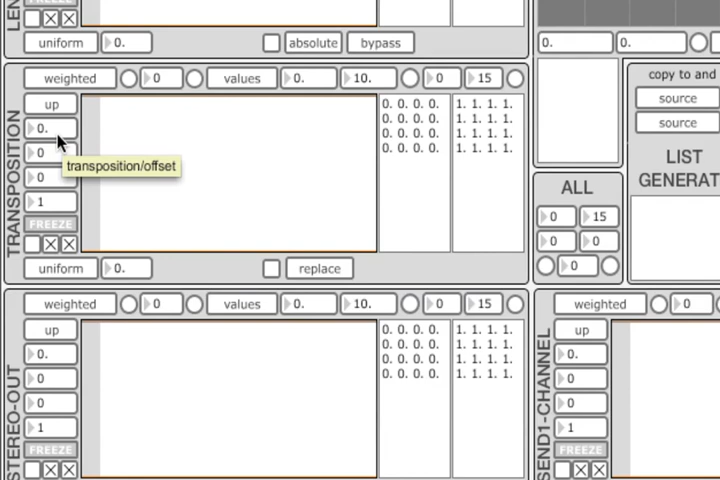 LEN
FREEZE
uniform 0. absolute bypass
0. 0.
TRANSPOSITION
weighted 0 values 0. 10. 0 15
up
0.
0
0
1
FREEZE
transposition/offset
0. 0. 0. 0.
0. 0. 0. 0.
0. 0. 0. 0.
0. 0. 0. 0.
1. 1. 1. 1.
1. 1. 1. 1.
1. 1. 1. 1.
1. 1. 1. 1.
uniform 0. replace
copy to and
source
source
LIST
GENERAT
ALL
0 15
0 0
0
STEREO-OUT
weighted 0 values 0. 10. 0 15
up
0.
0
0
1
FREEZE
0. 0. 0. 0.
0. 0. 0. 0.
0. 0. 0. 0.
0. 0. 0. 0.
1. 1. 1. 1.
1. 1. 1. 1.
1. 1. 1. 1.
1. 1. 1. 1.
SEND1-CHANNEL
weighted 0
up
0.
0
0
1
FREEZE